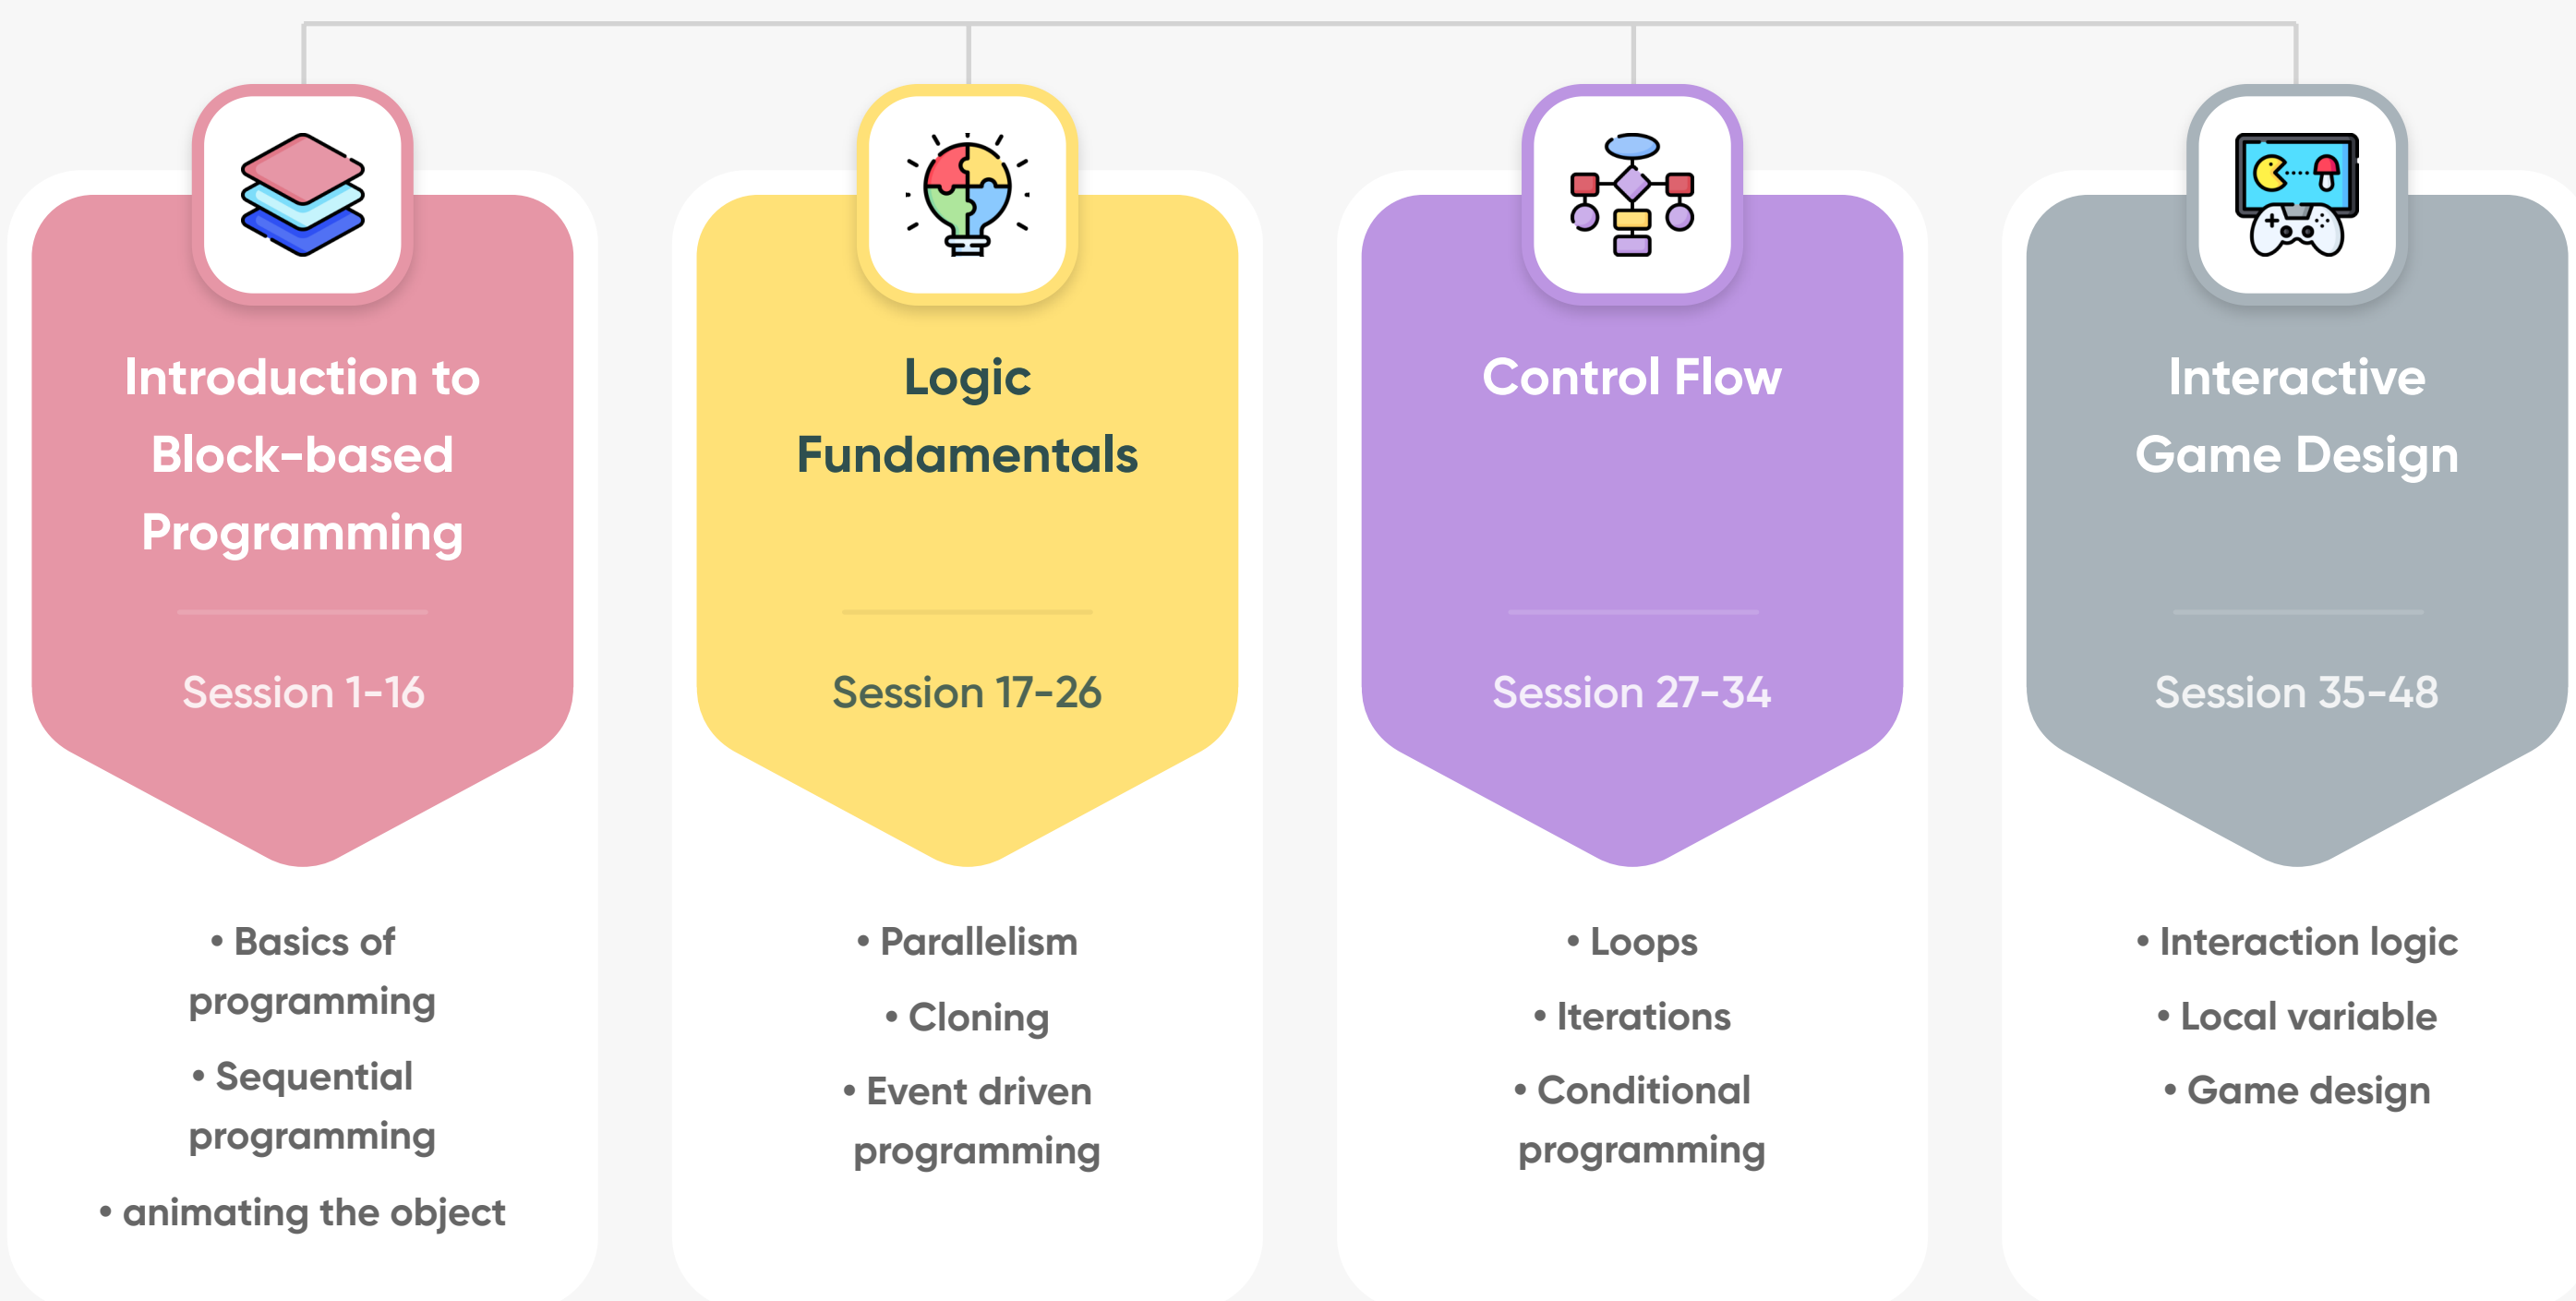 Introduction to
Block-based
Programming
Session 1-16
• Basics of
programming
• Sequential
programming
• animating the object
Logic
Fundamentals
Session 17-26
• Parallelism
• Cloning
• Event driven
programming
Control Flow
Session 27-34
• Loops
• Iterations
• Conditional
programming
Interactive
Game Design
Session 35-48
• Interaction logic
• Local variable
• Game design